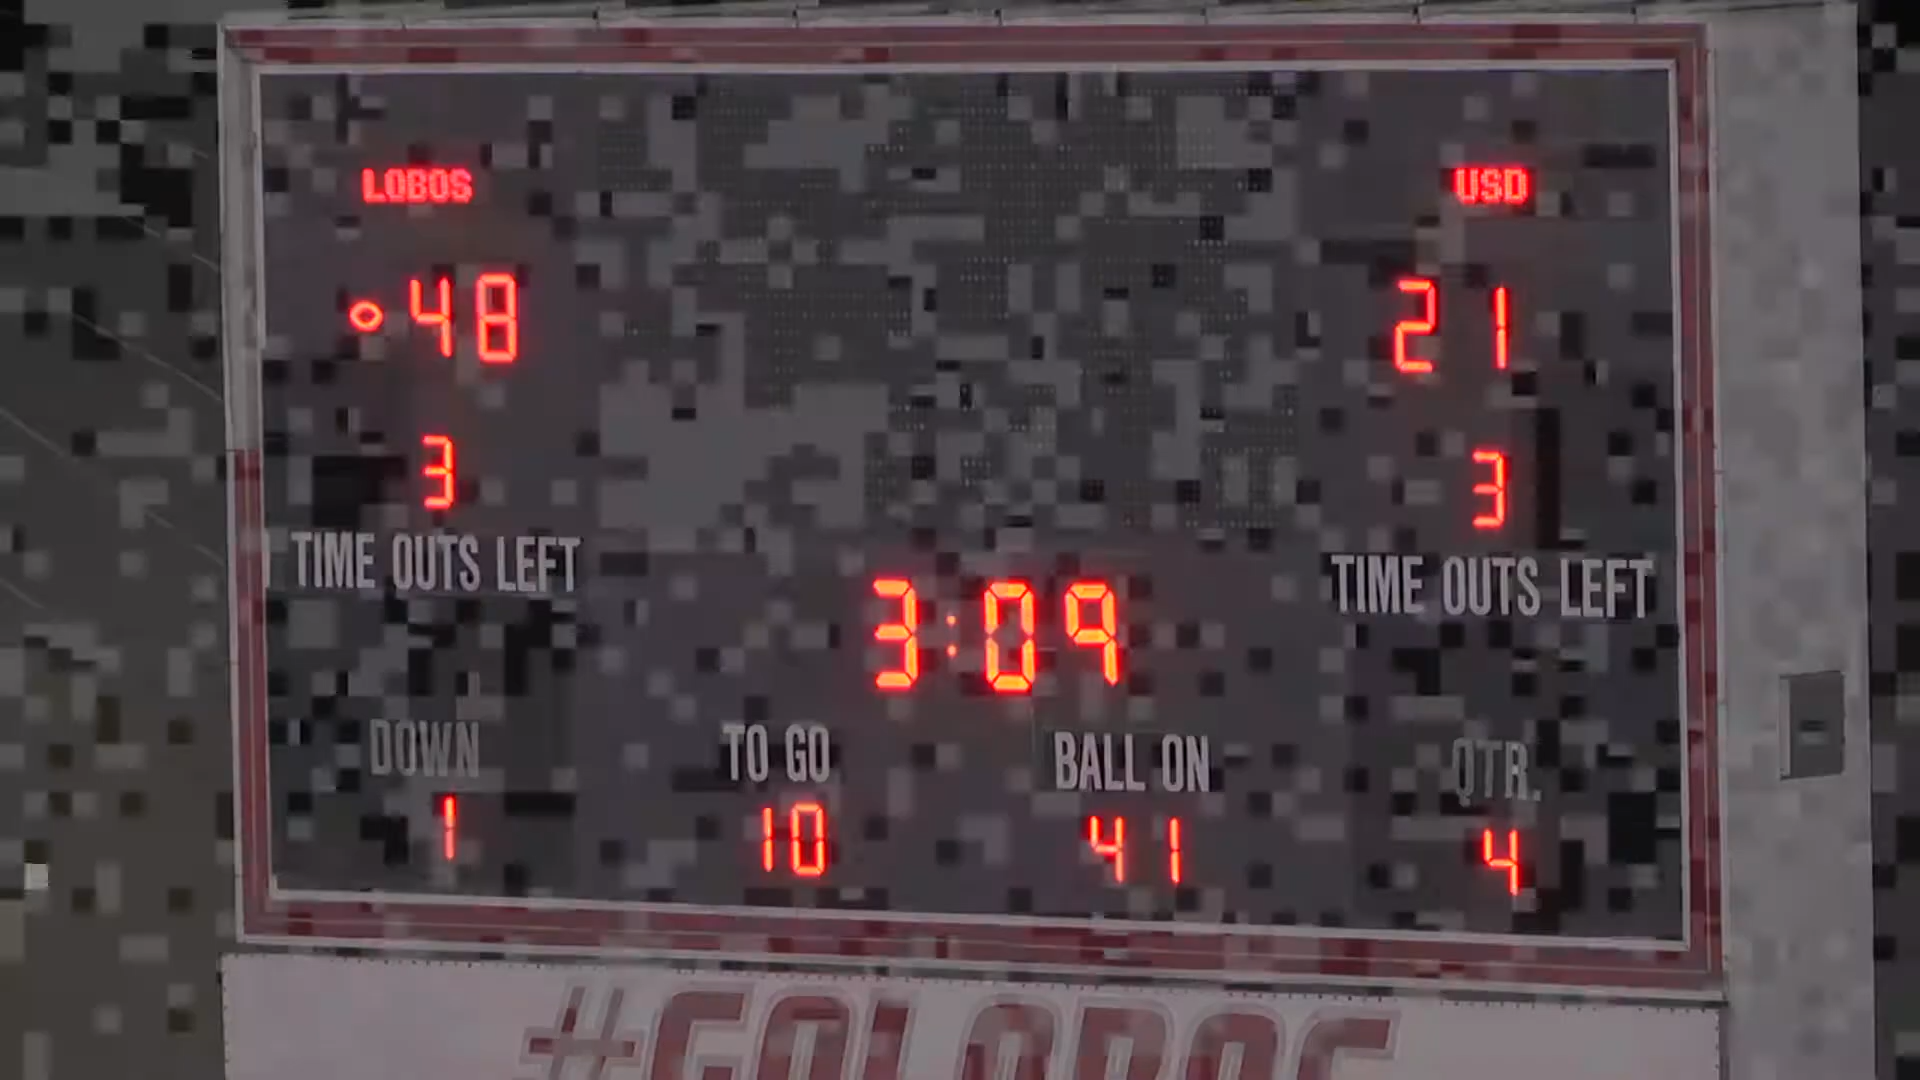 LOBOS
USD
48
21
3
3
TIME OUTS LEFT
TIME OUTS LEFT
3:09
DOWN
TO GO
BALL ON
QTR.
1
10
41
4
#GOLOBOS